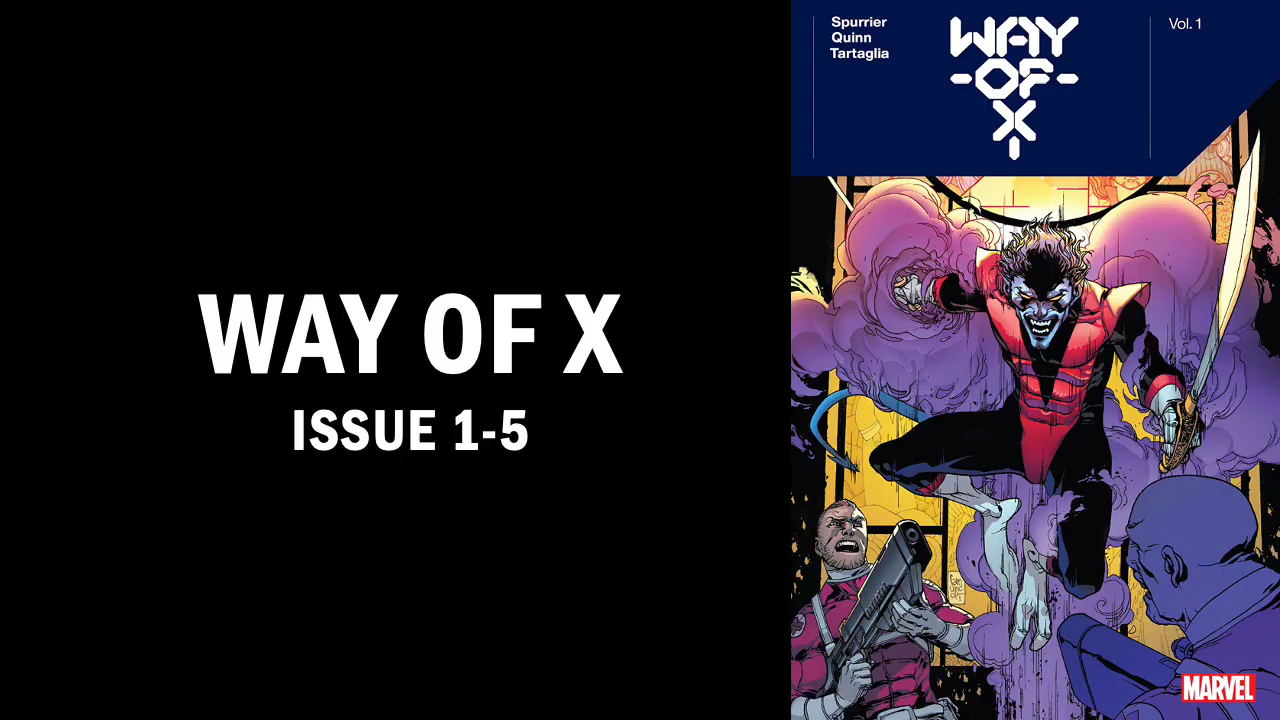 WAY OF X
ISSUE 1-5
Spurrier
Quinn
Tartaglia
WAY
-OF-
X
Vol. 1
MARVEL